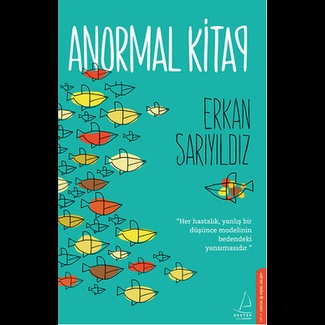 ANORMAL KİTAP
ERKAN
SARIYILDIZ
"Her hastalık, yanlış bir
düşünce modelinin
bedendeki
yansımasıdır."
DESTEK